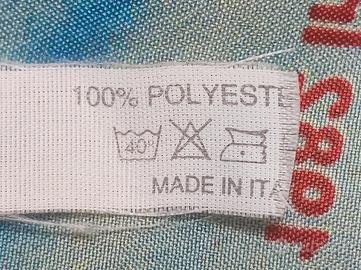 100% POLYESTE
40°
MADE IN ITA